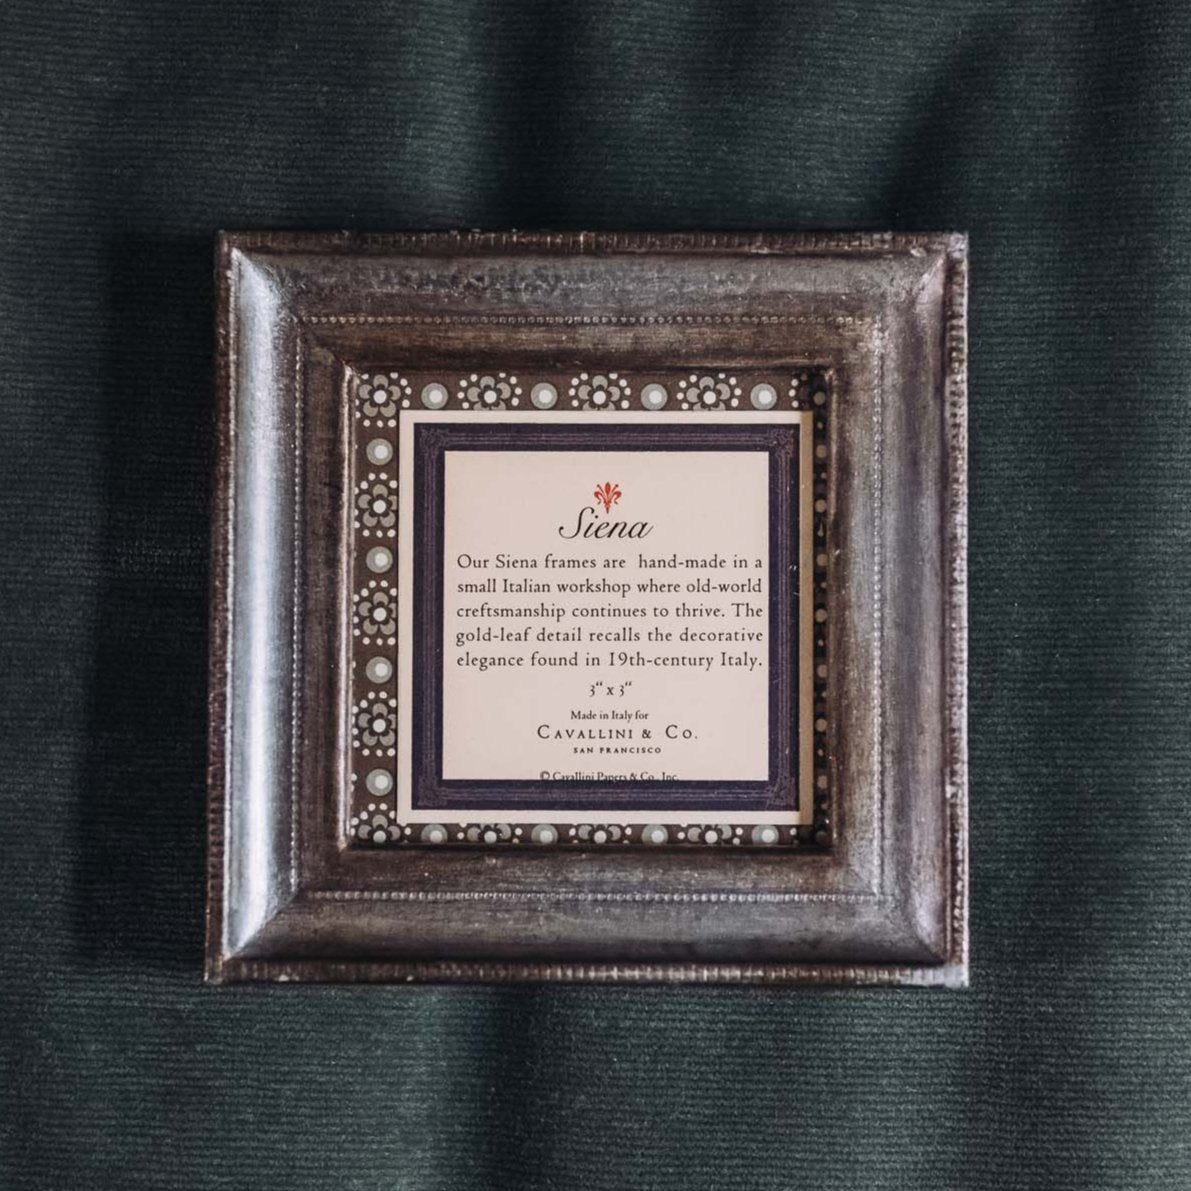 Siena
Our Siena frames are hand-made in a
small Italian workshop where old-world
creftsmanship continues to thrive. The
gold-leaf detail recalls the decorative
elegance found in 19th-century Italy.
3“ x 3“
Made in Italy for
CAVALLINI & CO.
SAN FRANCISCO
© Cavallini Papers & Co., Inc.